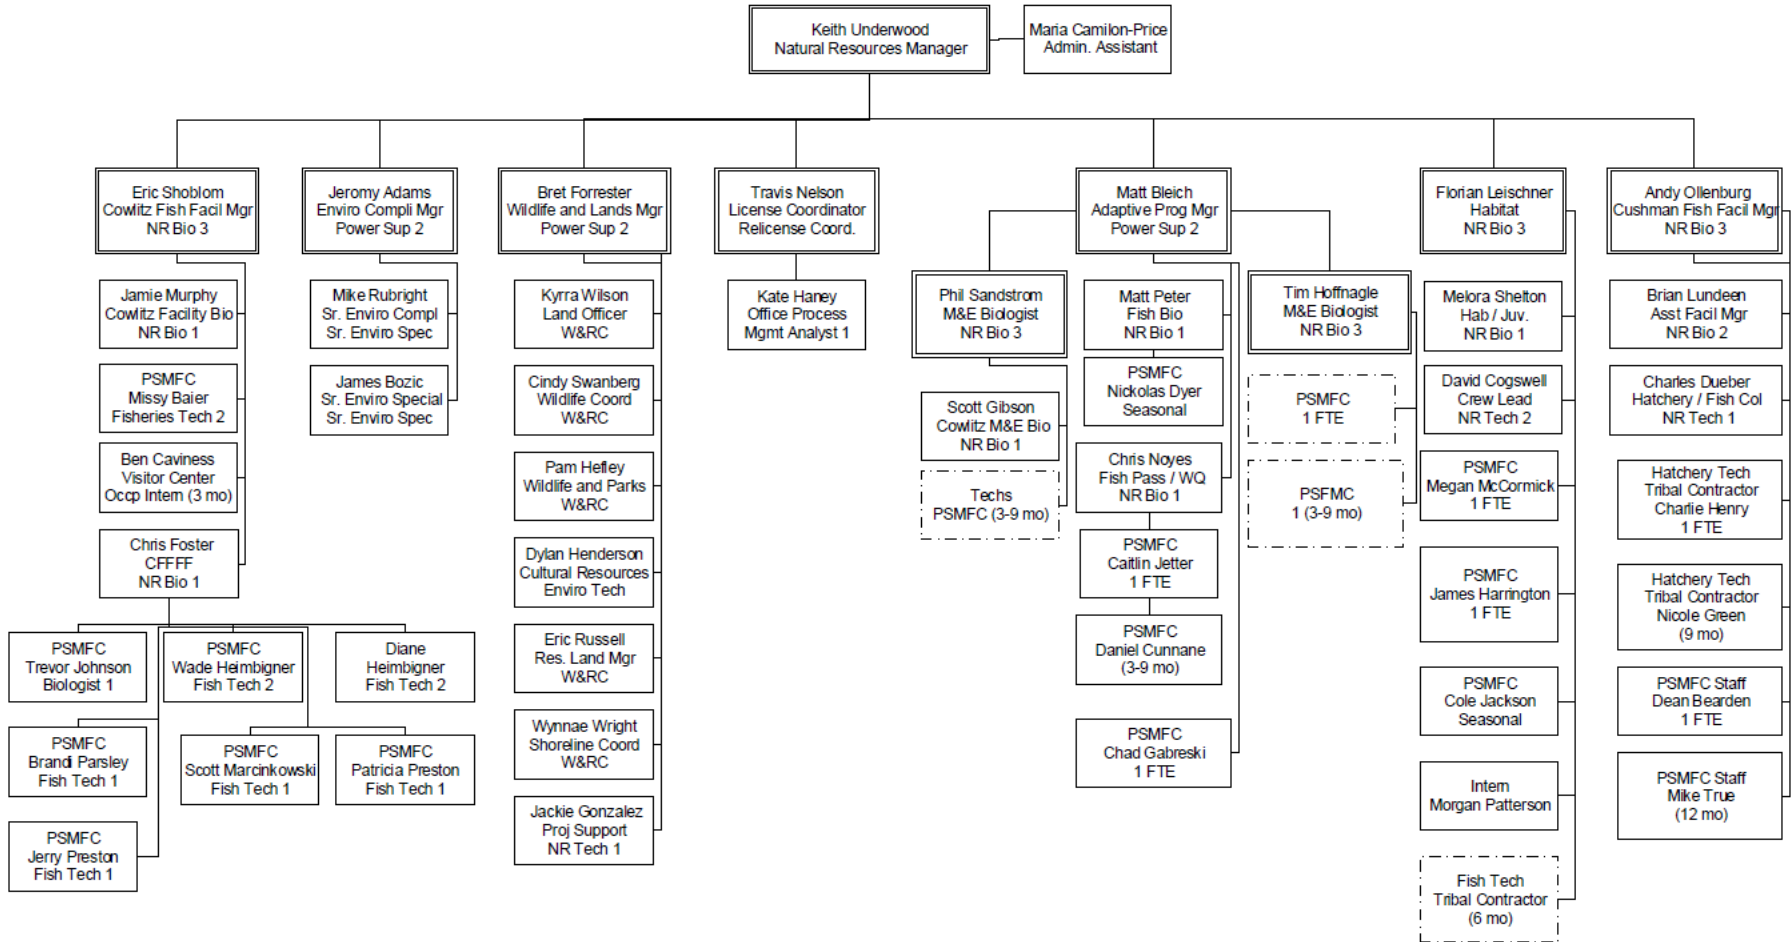 Keith Underwood
Natural Resources Manager
Maria Camilon-Price
Admin. Assistant
Eric Shoblom
Cowlitz Fish Facil Mgr
NR Bio 3
Jeromy Adams
Enviro Compli Mgr
Power Sup 2
Bret Forrester
Wildlife and Lands Mgr
Power Sup 2
Travis Nelson
License Coordinator
Relicense Coord.
Matt Bleich
Adaptive Prog Mgr
Power Sup 2
Florian Leischner
Habitat
NR Bio 3
Andy Ollenburg
Cushman Fish Facil Mgr
NR Bio 3
Jamie Murphy
Cowlitz Facility Bio
NR Bio 1
PSMFC
Missy Baier
Fisheries Tech 2
Ben Caviness
Visitor Center
Occp Intern (3 mo)
Chris Foster
CFFFF
NR Bio 1
PSMFC
Trevor Johnson
Biologist 1
PSMFC
Wade Heimbigner
Fish Tech 2
Diane
Heimbigner
Fish Tech 2
PSMFC
Brandi Parsley
Fish Tech 1
PSMFC
Scott Marcinkowski
Fish Tech 1
PSMFC
Patricia Preston
Fish Tech 1
PSMFC
Jerry Preston
Fish Tech 1
Mike Rubright
Sr. Enviro Compl
Sr. Enviro Spec
James Bozic
Sr. Enviro Special
Sr. Enviro Spec
Kyrra Wilson
Land Officer
W&RC
Cindy Swanberg
Wildlife Coord
W&RC
Pam Hefley
Wildlife and Parks
W&RC
Dylan Henderson
Cultural Resources
Enviro Tech
Eric Russell
Res. Land Mgr
W&RC
Wynnae Wright
Shoreline Coord
W&RC
Jackie Gonzalez
Proj Support
NR Tech 1
Kate Haney
Office Process
Mgmt Analyst 1
Phil Sandstrom
M&E Biologist
NR Bio 3
Scott Gibson
Cowlitz M&E Bio
NR Bio 1
Techs
PSMFC (3-9 mo)
Matt Peter
Fish Bio
NR Bio 1
PSMFC
Nickolas Dyer
Seasonal
Chris Noyes
Fish Pass / WQ
NR Bio 1
PSMFC
Caitlin Jetter
1 FTE
PSMFC
Daniel Cunnane
(3-9 mo)
PSMFC
Chad Gabreski
1 FTE
Tim Hoffnagle
M&E Biologist
NR Bio 3
PSMFC
1 FTE
PSFMC
1 (3-9 mo)
Melora Shelton
Hab / Juv.
NR Bio 1
David Cogswell
Crew Lead
NR Tech 2
PSMFC
Megan McCormick
1 FTE
PSMFC
James Harrington
1 FTE
PSMFC
Cole Jackson
Seasonal
Intern
Morgan Patterson
Fish Tech
Tribal Contractor
(6 mo)
Brian Lundeen
Asst Facil Mgr
NR Bio 2
Charles Dueber
Hatchery / Fish Col
NR Tech 1
Hatchery Tech
Tribal Contractor
Charlie Henry
1 FTE
Hatchery Tech
Tribal Contractor
Nicole Green
(9 mo)
PSMFC Staff
Dean Bearden
1 FTE
PSMFC Staff
Mike True
(12 mo)